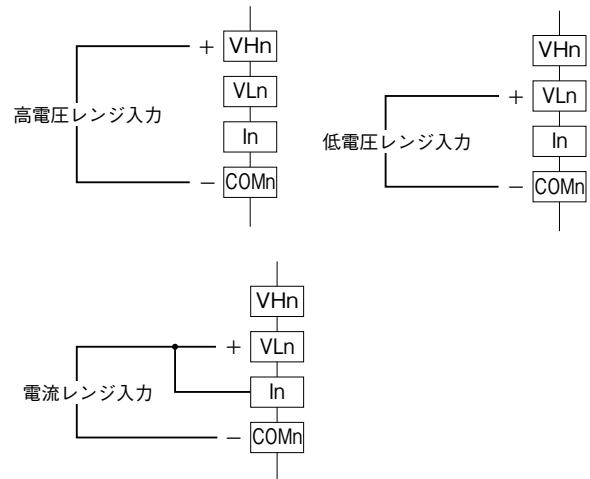 高電圧レンジ入力
+ VHn
VLn
In
− COMn
低電圧レンジ入力
VHn
+ VLn
In
− COMn
電流レンジ入力
VHn
+ VLn
In
− COMn